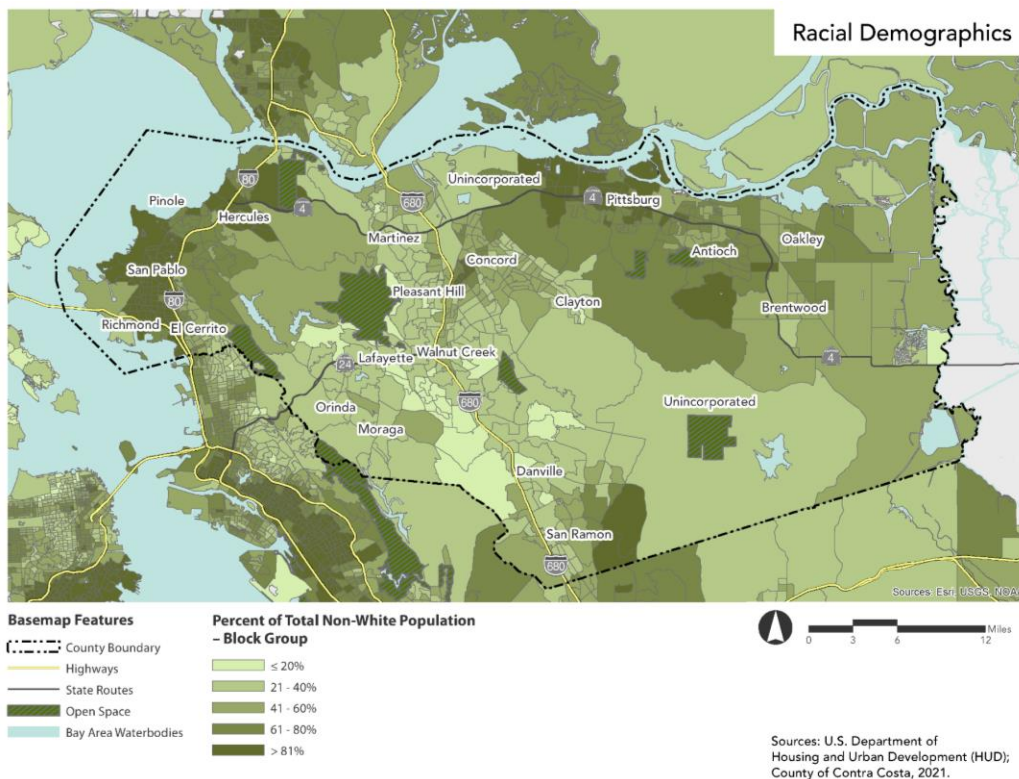 Racial Demographics
80
Unincorporated
Pinole
680
4
Pittsburg
Hercules
4
Martinez
Oakley
Antioch
Concord
San Pablo
Pleasant Hill
80
Clayton
Brentwood
Richmond
El Cerrito
Walnut Creek
Lafayette
24
4
680
Orinda
Unincorporated
Moraga
Danville
San Ramon
680
Sources: Esri, USGS, NOAA
Basemap Features
County Boundary
Highways
State Routes
Open Space
Bay Area Waterbodies
Percent of Total Non-White Population
– Block Group
≤ 20%
21 - 40%
41 - 60%
61 - 80%
> 81%
Miles
0 3 6 12
Sources: U.S. Department of
Housing and Urban Development (HUD);
County of Contra Costa, 2021.